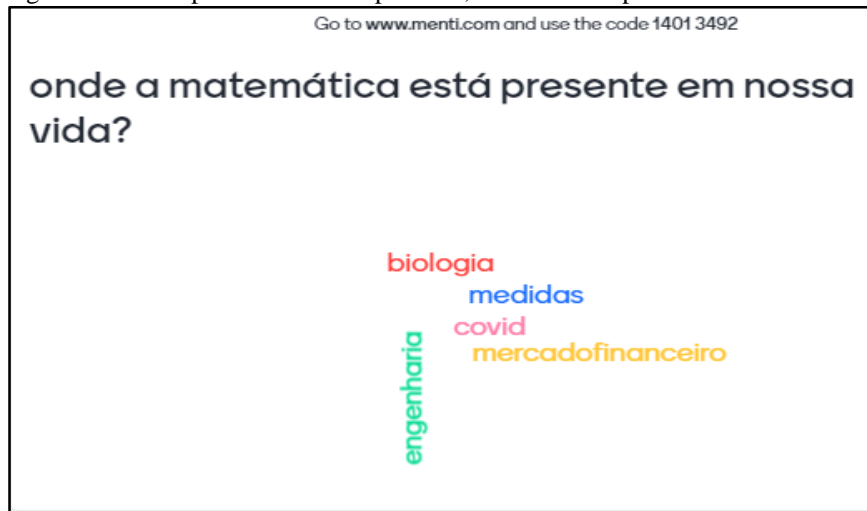 Go to www.menti.com and use the code 1401 3492
onde a matemática está presente em nossa
vida?
biologia
medidas
covid
mercadofinanceiro
engenharia